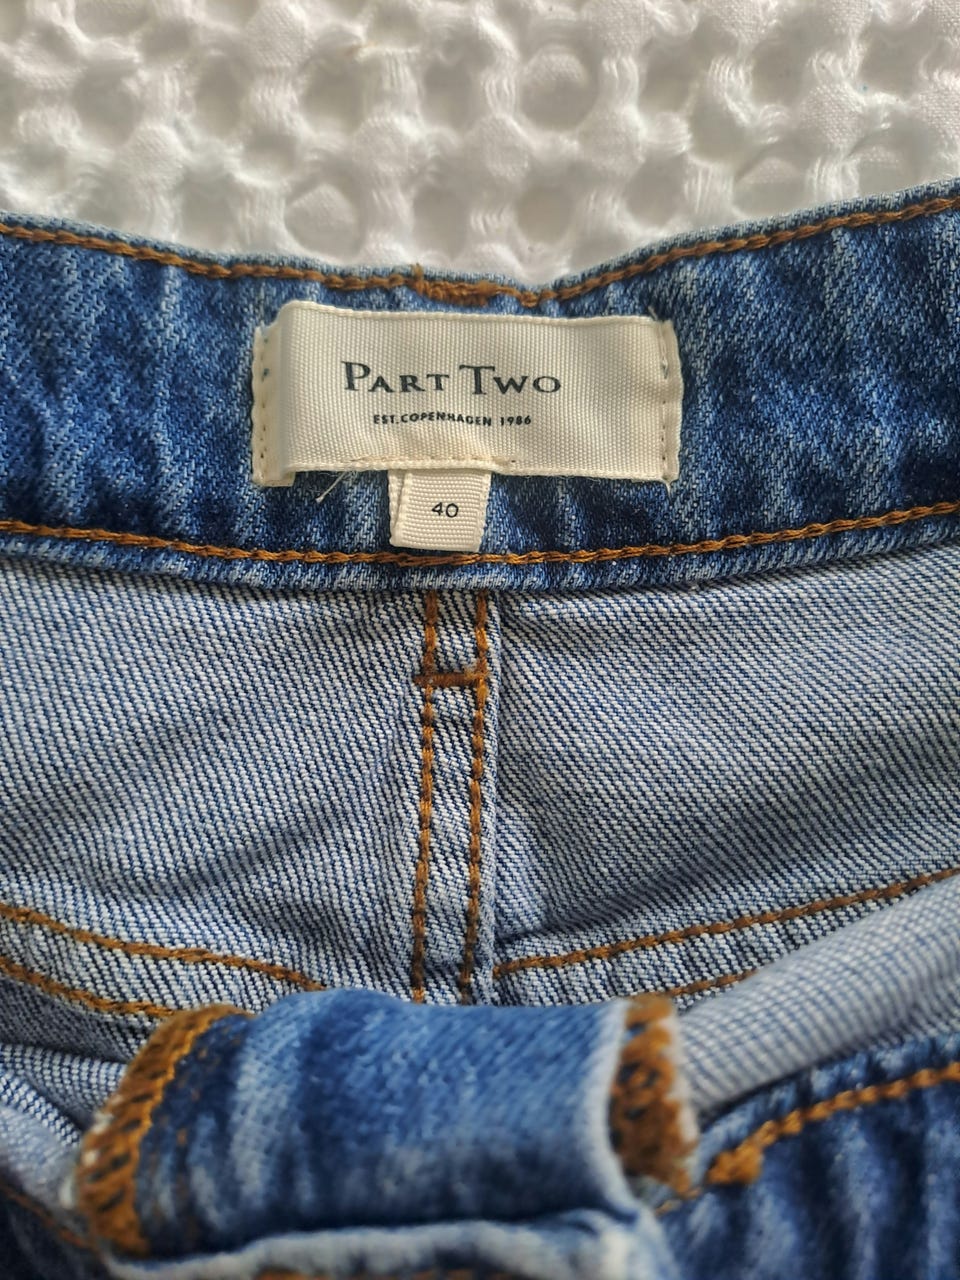 PART TWO
EST. COPENHAGEN 1986
40